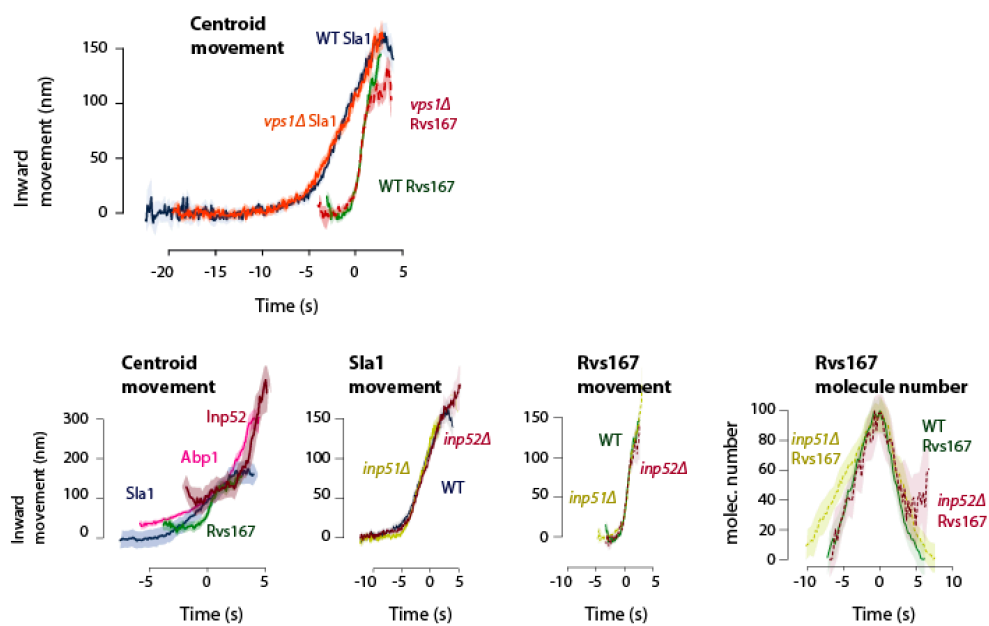 Centroid
movement
WT Sla1
150
100
50
0
Inward
movement (nm)
vps1Δ Sla1
vps1Δ
Rvs167
WT Rvs167
-20 -15 -10 -5 0 5
Time (s)
Centroid
movement
300
200
100
0
Inward
movement (nm)
Inp52
Abp1
Sla1
Rvs167
-5 0 5
Time (s)
Sla1
movement
150
100
50
0
inp51Δ
inp52Δ
WT
-10 -5 0 5
Time (s)
Rvs167
movement
150
100
50
0
WT
inp52Δ
inp51Δ
-10 -5 0 5
Time (s)
Rvs167
molecule number
100
80
60
40
20
0
molec. number
inp51Δ
Rvs167
WT
Rvs167
inp52Δ
Rvs167
-10 -5 0 5 10
Time (s)